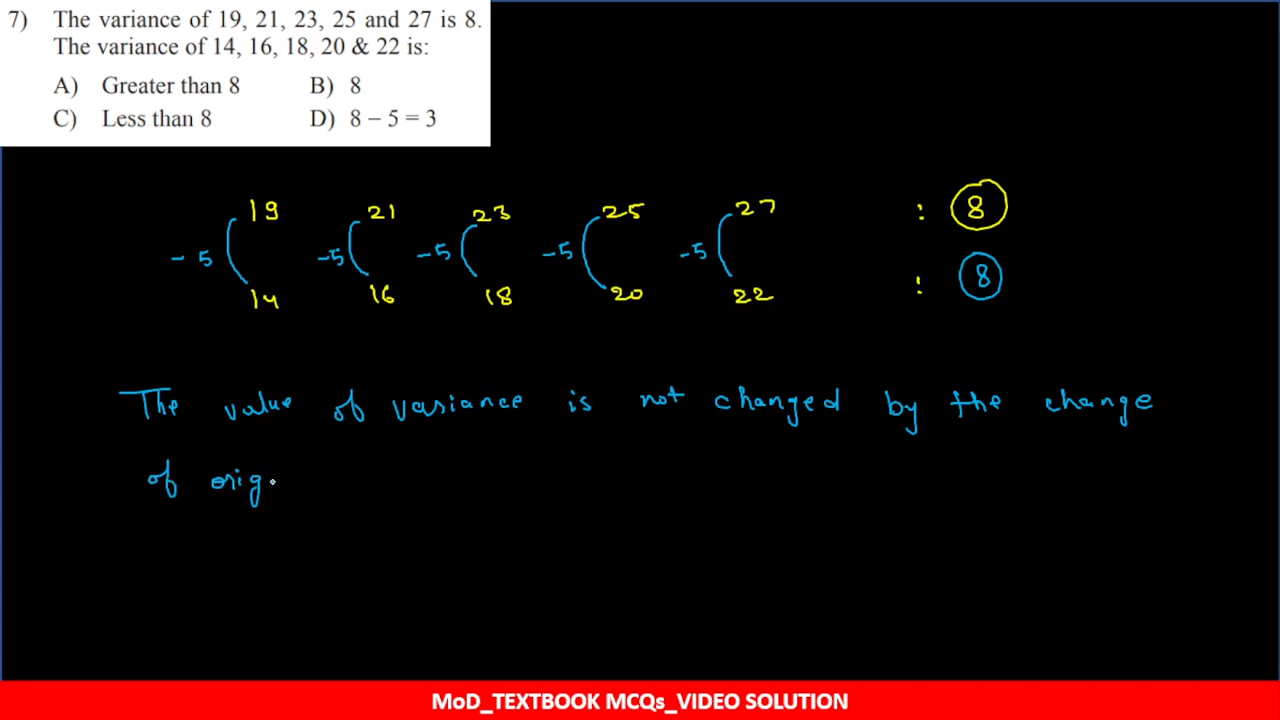 7) The variance of 19, 21, 23, 25 and 27 is 8.
The variance of 14, 16, 18, 20 & 22 is:
A) Greater than 8 B) 8
C) Less than 8 D) 8 – 5 = 3
19 21 23 25 27 : 8
-5 -5 -5 -5 -5
14 16 18 20 22 : 8
The value of variance is not changed by the change
of orig
MoD_TEXTBOOK MCQs_VIDEO SOLUTION